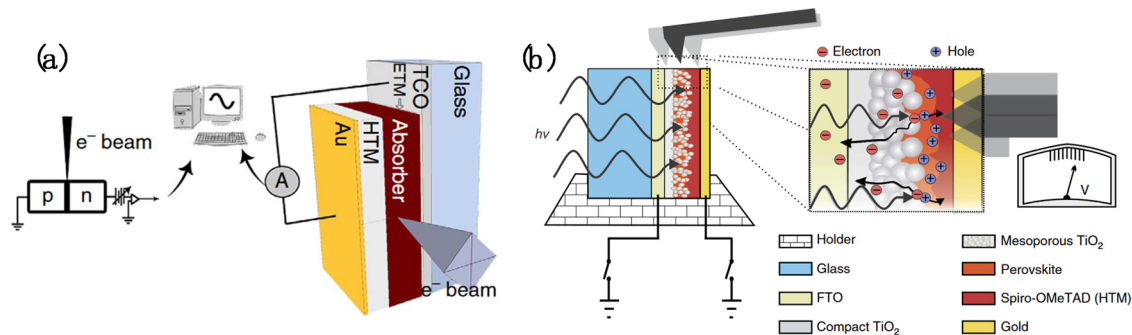 (a)
e⁻ beam
p n
A
Au
HTM
Absorber
ETM
TCO
Glass
e⁻ beam
(b)
Electron
Hole
hv
V
Holder
Glass
FTO
Compact TiO₂
Mesoporous TiO₂
Perovskite
Spiro-OMeTAD (HTM)
Gold